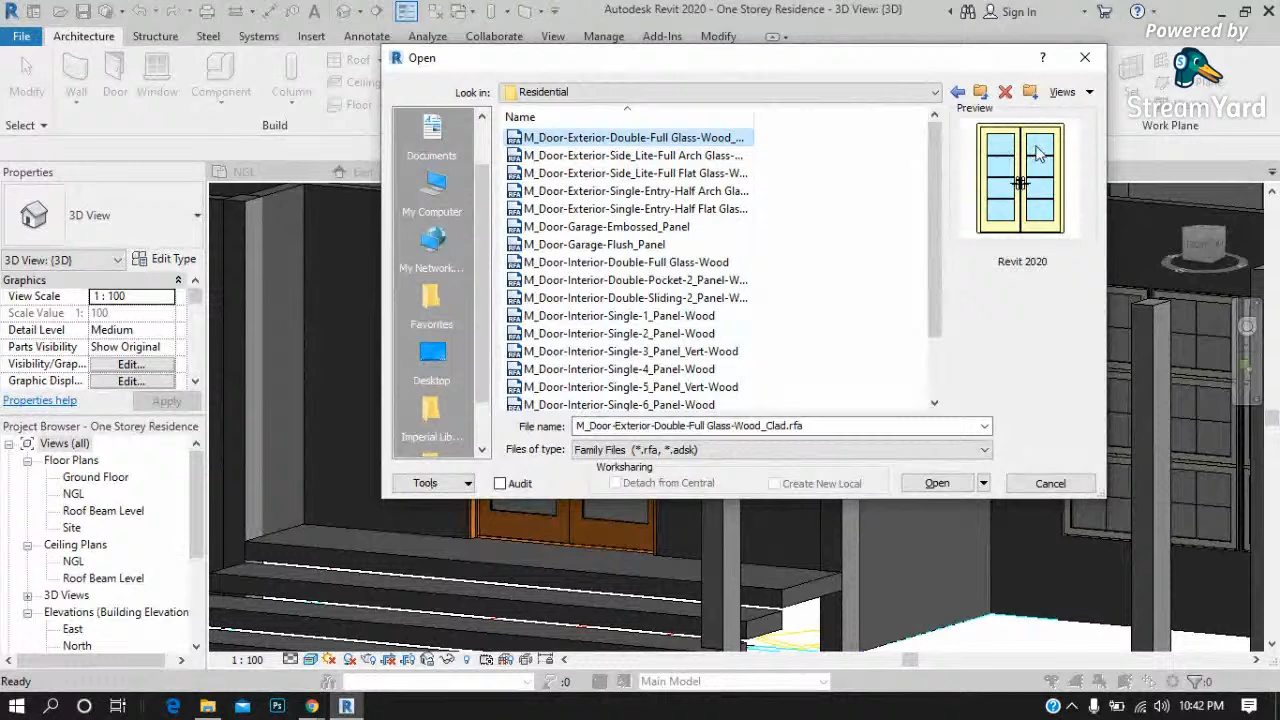 Autodesk Revit 2020 - One Storey Residence - 3D View: {3D}
Sign In
File
Architecture
Structure
Steel
Systems
Insert
Annotate
Collaborate
View
Manage
Add-Ins
Modify
Powered by
StreamYard
Modify
Wall
Door
Window
Component
Column
Roof
Ceiling
Floor
Set
Select
Build
Work Plane
Properties
NGL
East
3D View
3D View: {3D}
Edit Type
Graphics
View Scale
1 : 100
Scale Value 1:
100
Detail Level
Medium
Parts Visibility
Show Original
Visibility/Grap...
Edit...
Graphic Displ...
Edit...
Properties help
Apply
Project Browser - One Storey Residence
Views (all)
Floor Plans
Ground Floor
NGL
Roof Beam Level
Site
Ceiling Plans
NGL
Roof Beam Level
3D Views
Elevations (Building Elevation
East
North
Open
Look in:
Residential
Views
Name
M_Door-Exterior-Double-Full Glass-Wood_...
M_Door-Exterior-Side_Lite-Full Arch Glass-...
M_Door-Exterior-Side_Lite-Full Flat Glass-W...
M_Door-Exterior-Single-Entry-Half Arch Gla...
M_Door-Exterior-Single-Entry-Half Flat Glas...
M_Door-Garage-Embossed_Panel
M_Door-Garage-Flush_Panel
M_Door-Interior-Double-Full Glass-Wood
M_Door-Interior-Double-Pocket-2_Panel-W...
M_Door-Interior-Double-Sliding-2_Panel-W...
M_Door-Interior-Single-1_Panel-Wood
M_Door-Interior-Single-2_Panel-Wood
M_Door-Interior-Single-3_Panel_Vert-Wood
M_Door-Interior-Single-4_Panel-Wood
M_Door-Interior-Single-5_Panel_Vert-Wood
M_Door-Interior-Single-6_Panel-Wood
Documents
My Computer
My Network...
Favorites
Desktop
Imperial Lib...
Preview
Revit 2020
File name:
M_Door-Exterior-Double-Full Glass-Wood_Clad.rfa
Files of type:
Family Files (*.rfa, *.adsk)
Worksharing
Tools
Audit
Detach from Central
Create New Local
Open
Cancel
1 : 100
Ready
:0
Main Model
:0
10:42 PM